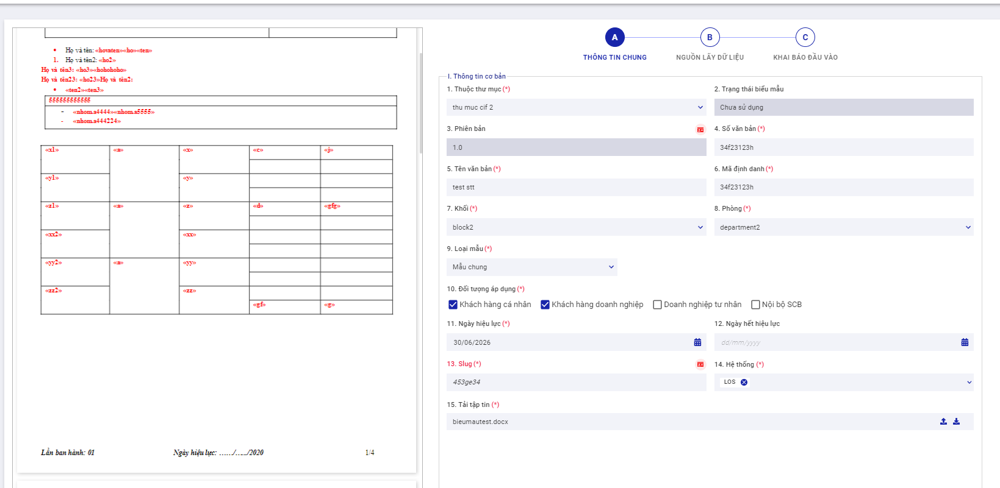 • Họ và tên: «hovaten»«ho»«ten»
1. Họ và tên2: «ho2»
Họ và tên3: «ho3»«hohohoho»
Họ và tên23: «ho23»Họ và tên2:
• «ten2»«ten3»
555555555555
- «nhom.a4444»«nhom.a5555»
- «nhom.a444224»
«x1» «a» «x» «c» «j»
«y1» «y»
«z1» «a» «z» «d» «gfg»
«xx2» «xx»
«yy2» «a» «yy»
«zz2» «zz»
«gf» «g»
Lần ban hành: 01 Ngày hiệu lực: ....../....../2020 1/4
A B C
THÔNG TIN CHUNG NGUỒN LẤY DỮ LIỆU KHAI BÁO ĐẦU VÀO
I. Thông tin cơ bản
1. Thuộc thư mục (*) 2. Trạng thái biểu mẫu
thu muc cif 2 Chưa sử dụng
3. Phiên bản 4. Số văn bản (*)
1.0 34f23123h
5. Tên văn bản (*) 6. Mã định danh (*)
test stt 34f23123h
7. Khối (*) 8. Phòng (*)
block2 department2
9. Loại mẫu (*)
Mẫu chung
10. Đối tượng áp dụng (*)
Khách hàng cá nhân Khách hàng doanh nghiệp Doanh nghiệp tư nhân Nội bộ SCB
11. Ngày hiệu lực (*) 12. Ngày hết hiệu lực
30/06/2026 dd/mm/yyyy
13. Slug (*) 14. Hệ thống (*)
453ge34 LOS
15. Tải tập tin (*)
bieumautest.docx